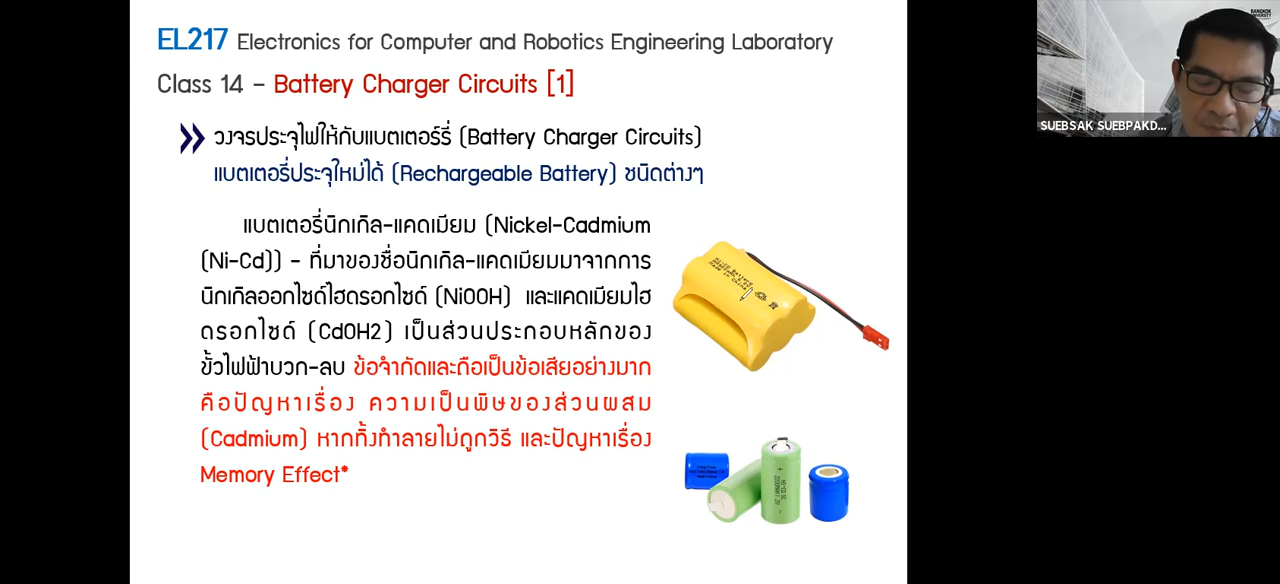 EL217 Electronics for Computer and Robotics Engineering Laboratory
Class 14 – Battery Charger Circuits [1]
วงจรประจุไฟให้กับแบตเตอร์รี่ (Battery Charger Circuits)
แบตเตอรี่ประจุใหม่ได้ (Rechargeable Battery) ชนิดต่างๆ
แบตเตอรี่นิกเกิล-แคดเมียม (Nickel-Cadmium
(Ni-Cd)) - ที่มาของชื่อนิกเกิล-แคดเมียมมาจากการ
นิกเกิลออกไซด์ไฮดรอกไซด์ (NiOOH) และแคดเมียมไฮ
ดรอกไซด์ (CdOH2) เป็นส่วนประกอบหลักของ
ขั้วไฟฟ้าบวก-ลบ ข้อจำกัดและถือเป็นข้อเสียอย่างมาก
คือปัญหาเรื่อง ความเป็นพิษของส่วนผสม
(Cadmium) หากทิ้งทำลายไม่ถูกวิธี และปัญหาเรื่อง
Memory Effect*
BANGKOK
SUEBSAK SUEBPAKD...